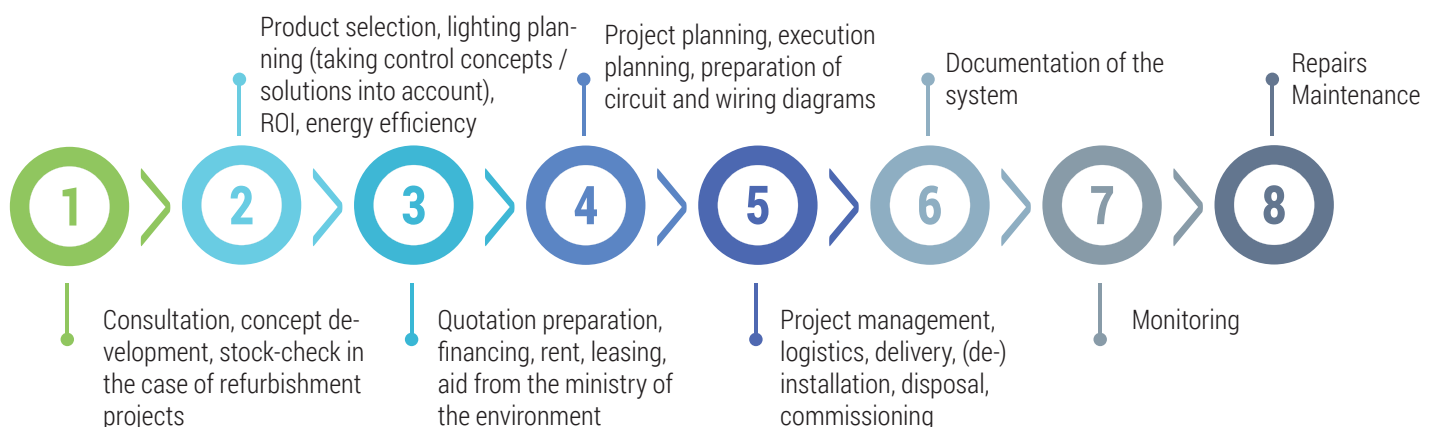 1
Consultation, concept de-
velopment, stock-check in
the case of refurbishment
projects
2
Product selection, lighting plan-
ning (taking control concepts /
solutions into account),
ROI, energy efficiency
3
Quotation preparation,
financing, rent, leasing,
aid from the ministry of
the environment
4
Project planning, execution
planning, preparation of
circuit and wiring diagrams
5
Project management,
logistics, delivery, (de-)
installation, disposal,
commissioning
6
Documentation of the
system
7
Monitoring
8
Repairs
Maintenance